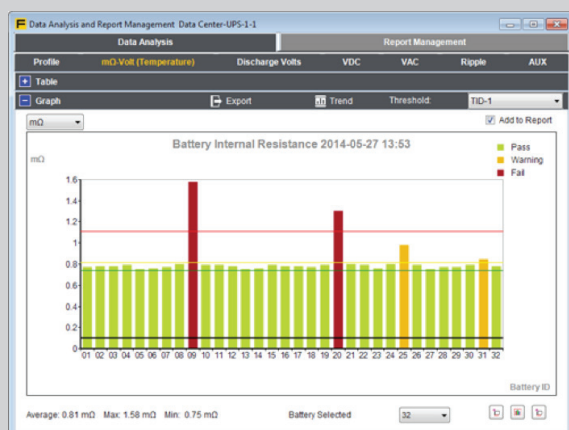 Data Analysis and Report Management Data Center-UPS-1-1
Data Analysis Report Management
Profile mΩ-Volt (Temperature) Discharge Volts VDC VAC Ripple AUX
Table
Graph Export Trend Threshold: TID-1
mΩ Add to Report
Battery Internal Resistance 2014-05-27 13:53
mΩ
Pass
Warning
Fail
1.6
1.4
1.2
1
0.8
0.6
0.4
0.2
0
01 02 03 04 05 06 07 08 09 10 11 12 13 14 15 16 17 18 19 20 21 22 23 24 25 26 27 28 29 30 31 32
Battery ID
Average: 0.81 mΩ Max: 1.58 mΩ Min: 0.75 mΩ Battery Selected 32